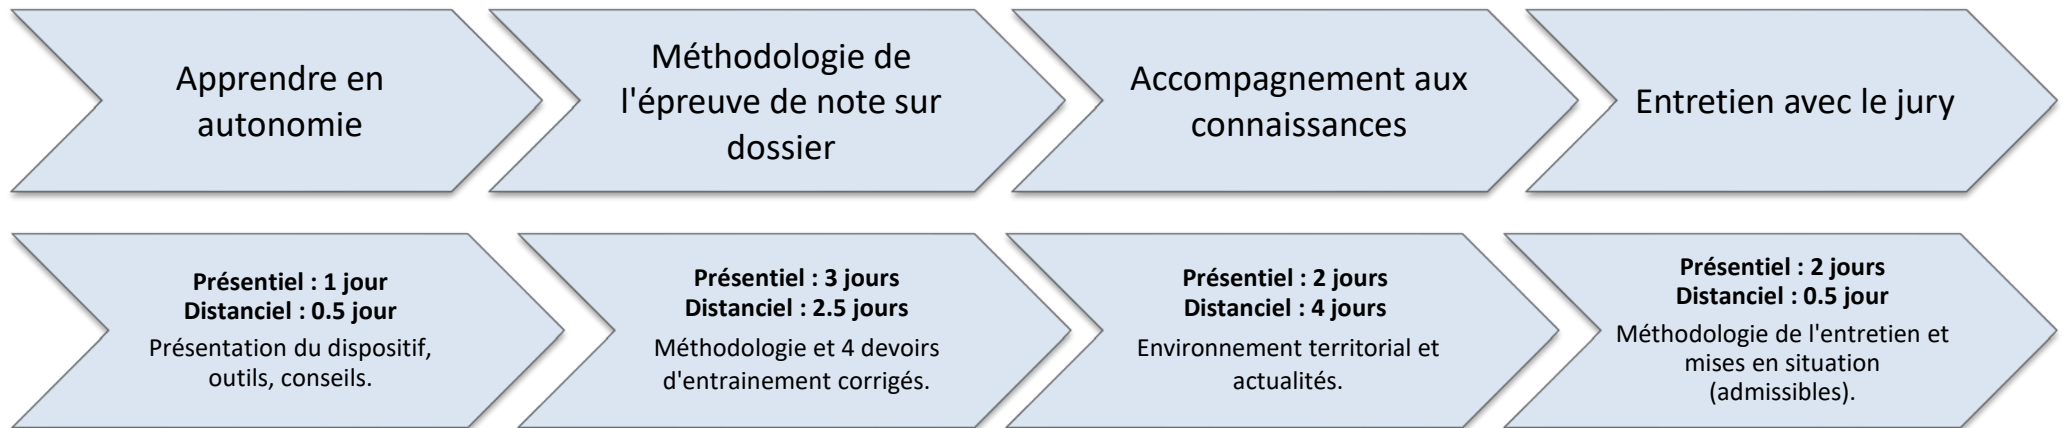 Apprendre en
autonomie
Méthodologie de
l'épreuve de note sur
dossier
Accompagnement aux
connaissances
Entretien avec le jury
Présentiel : 1 jour
Distanciel : 0.5 jour
Présentation du dispositif,
outils, conseils.
Présentiel : 3 jours
Distanciel : 2.5 jours
Méthodologie et 4 devoirs
d'entrainement corrigés.
Présentiel : 2 jours
Distanciel : 4 jours
Environnement territorial et
actualités.
Présentiel : 2 jours
Distanciel : 0.5 jour
Méthodologie de l'entretien et
mises en situation
(admissibles).